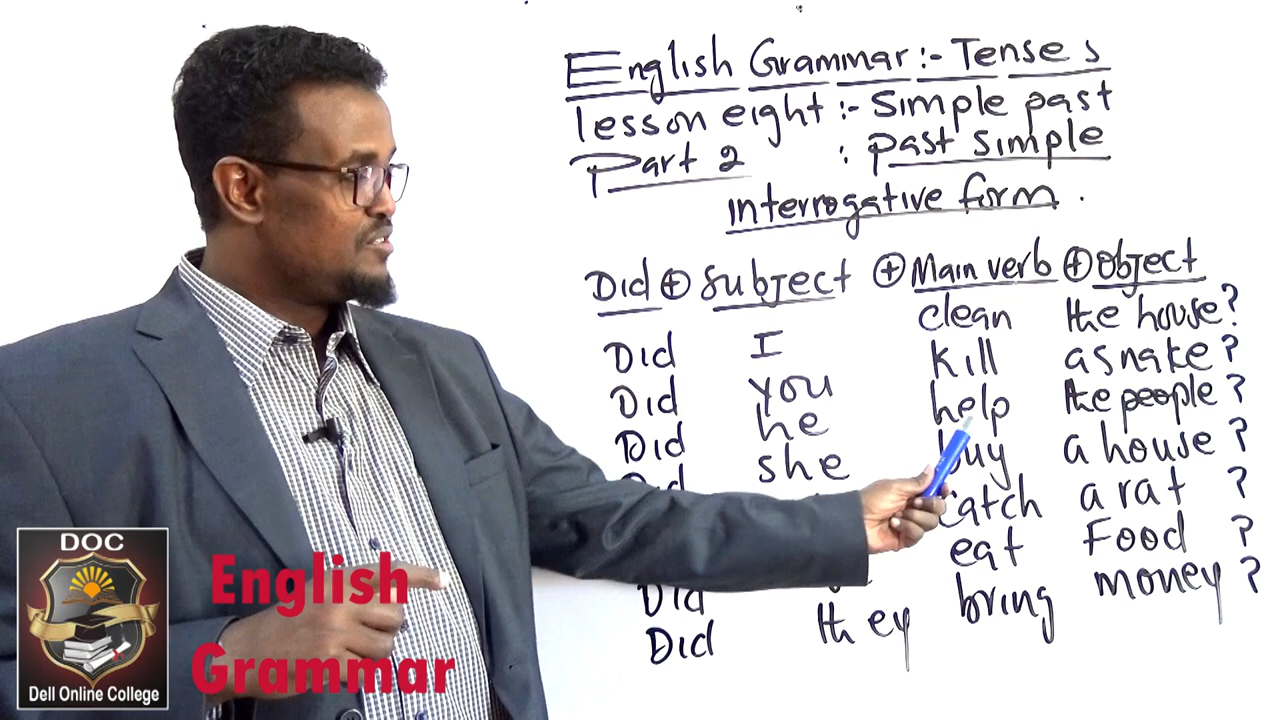 English Grammar:- Tenses
lesson eight :- Simple past
Part 2 : past simple
interrogative form.
Did + Subject + Main verb + Object
Did I clean the house?
Did you kill a snake?
Did he help the people?
she buy a house?
catch a rat ?
Did eat Food ?
Did they bring money?
DOC
Dell Online College
English
Grammar